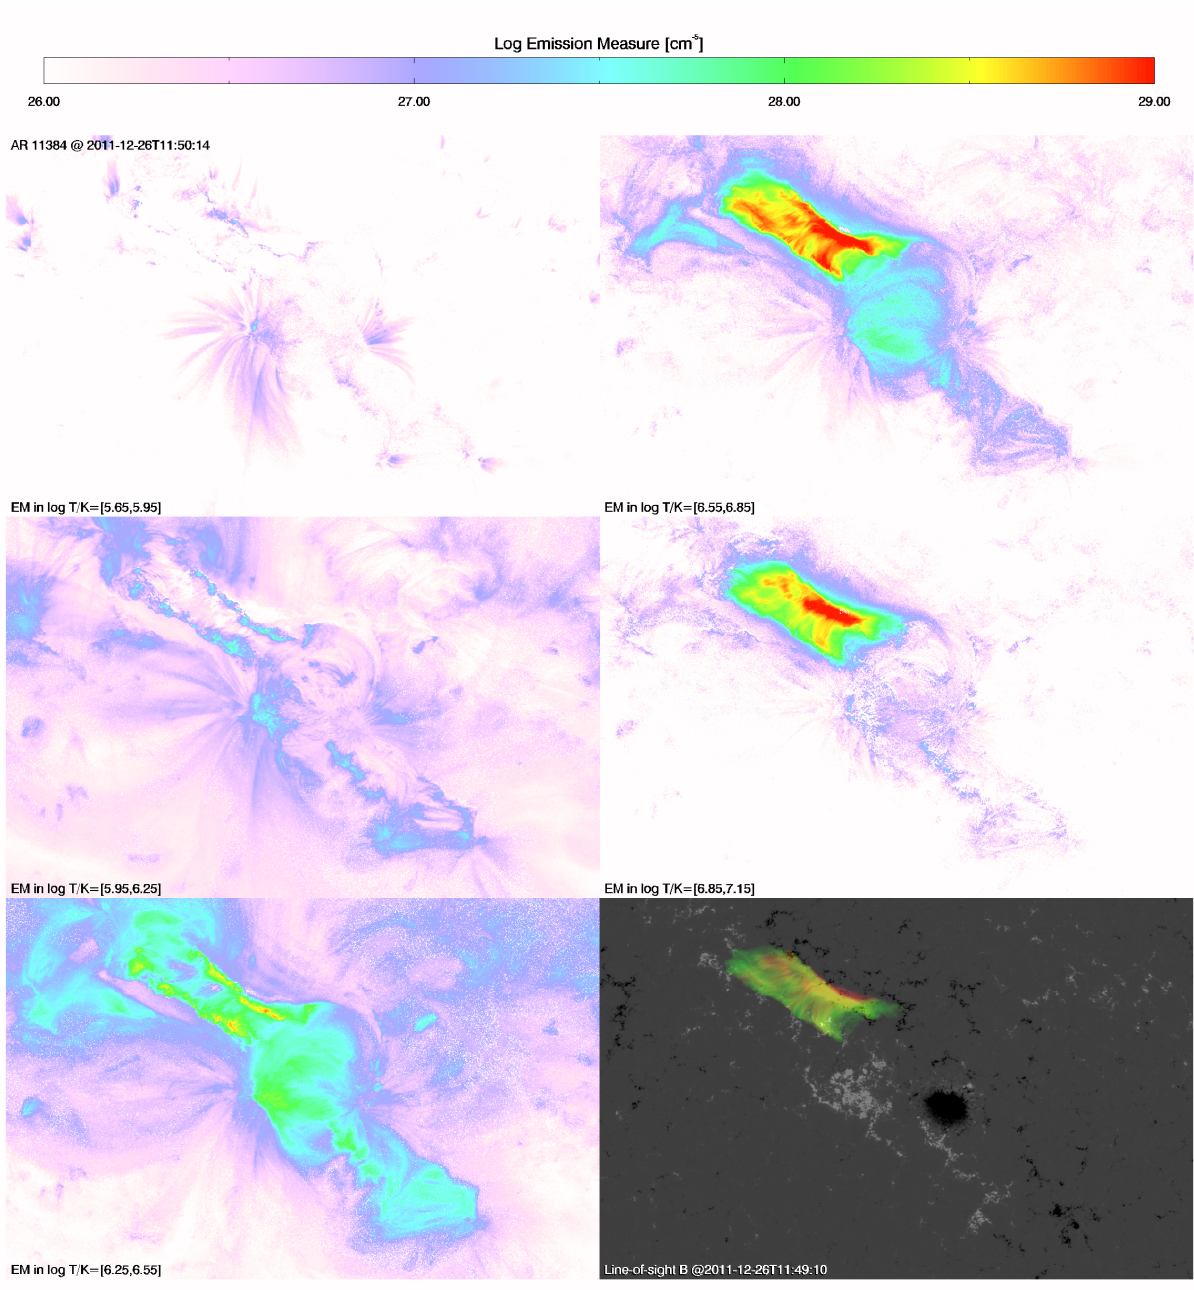 Log Emission Measure [cm⁻⁵]
26.00 27.00 28.00 29.00
AR 11384 @ 2011-12-26T11:50:14
EM in log T/K=[5.65,5.95]
EM in log T/K=[6.55,6.85]
EM in log T/K=[5.95,6.25]
EM in log T/K=[6.85,7.15]
EM in log T/K=[6.25,6.55]
Line-of-sight B @2011-12-26T11:49:10